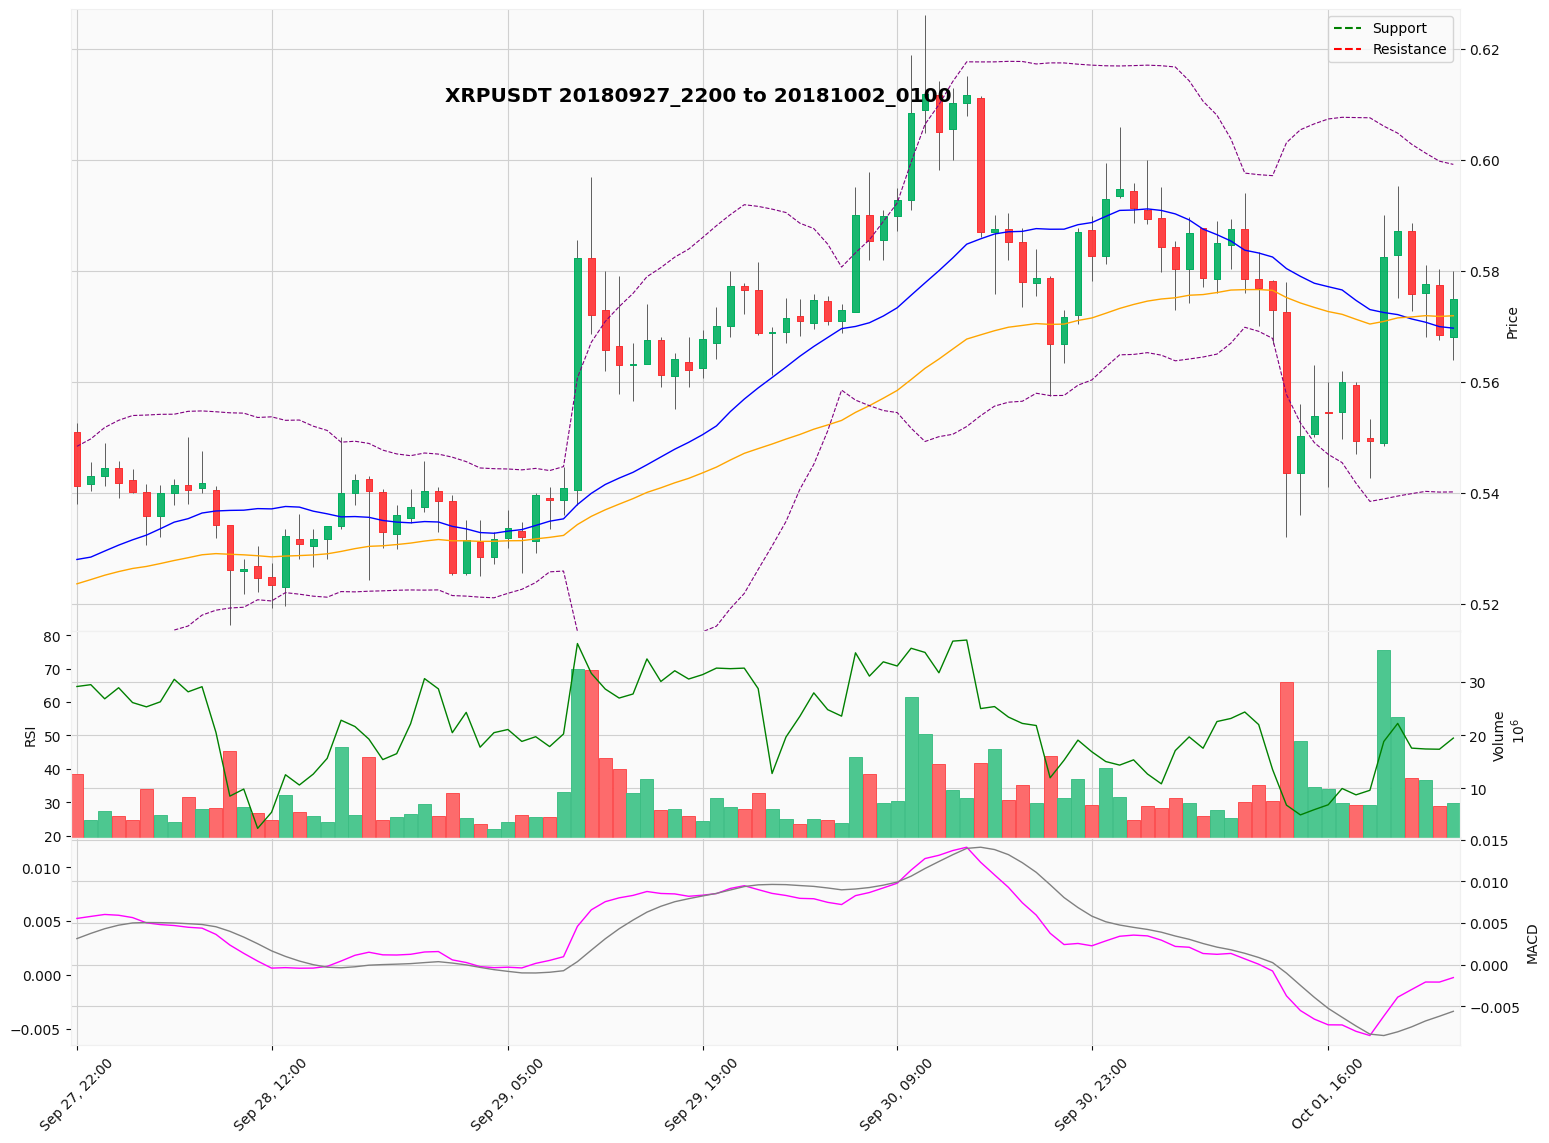 Support
Resistance
XRPUSDT 20180927_2200 to 20181002_0100
0.62
0.60
0.58
0.56
0.54
0.52
Price
80
70
60
50
40
30
20
RSI
30
20
10
Volume
10^6
0.010
0.005
0.000
−0.005
0.015
0.010
0.005
0.000
−0.005
MACD
Sep 27, 22:00
Sep 28, 12:00
Sep 29, 05:00
Sep 29, 19:00
Sep 30, 09:00
Sep 30, 23:00
Oct 01, 16:00